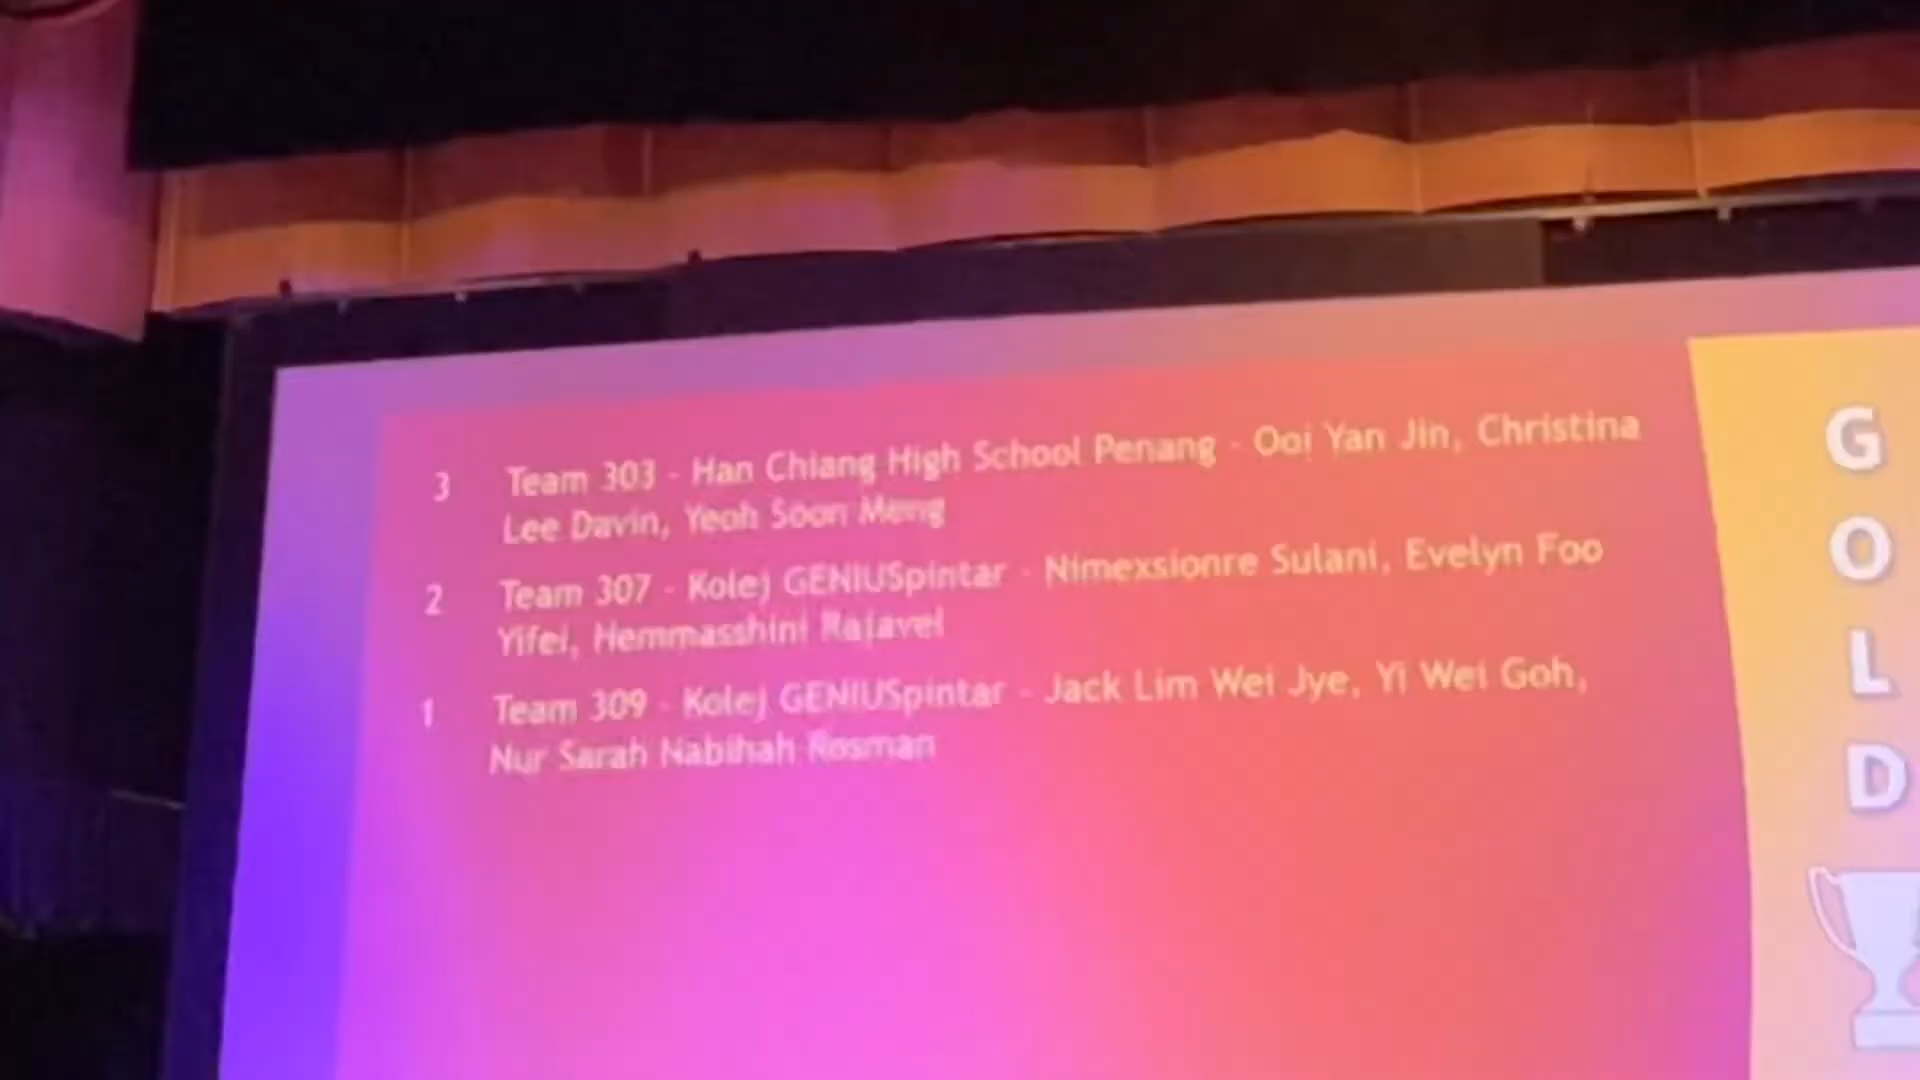 3 Team 303 - Han Chiang High School Penang - Ooi Yan Jin, Christina
Lee Davin, Yeoh Soon Meng
2 Team 307 - Kolej GENIUSpintar - Nimexsionre Sulani, Evelyn Foo
Yifei, Hemmasshini Rajavel
1 Team 309 - Kolej GENIUSpintar - Jack Lim Wei Jye, Yi Wei Goh,
Nur Sarah Nabihah Rosman
G
O
L
D